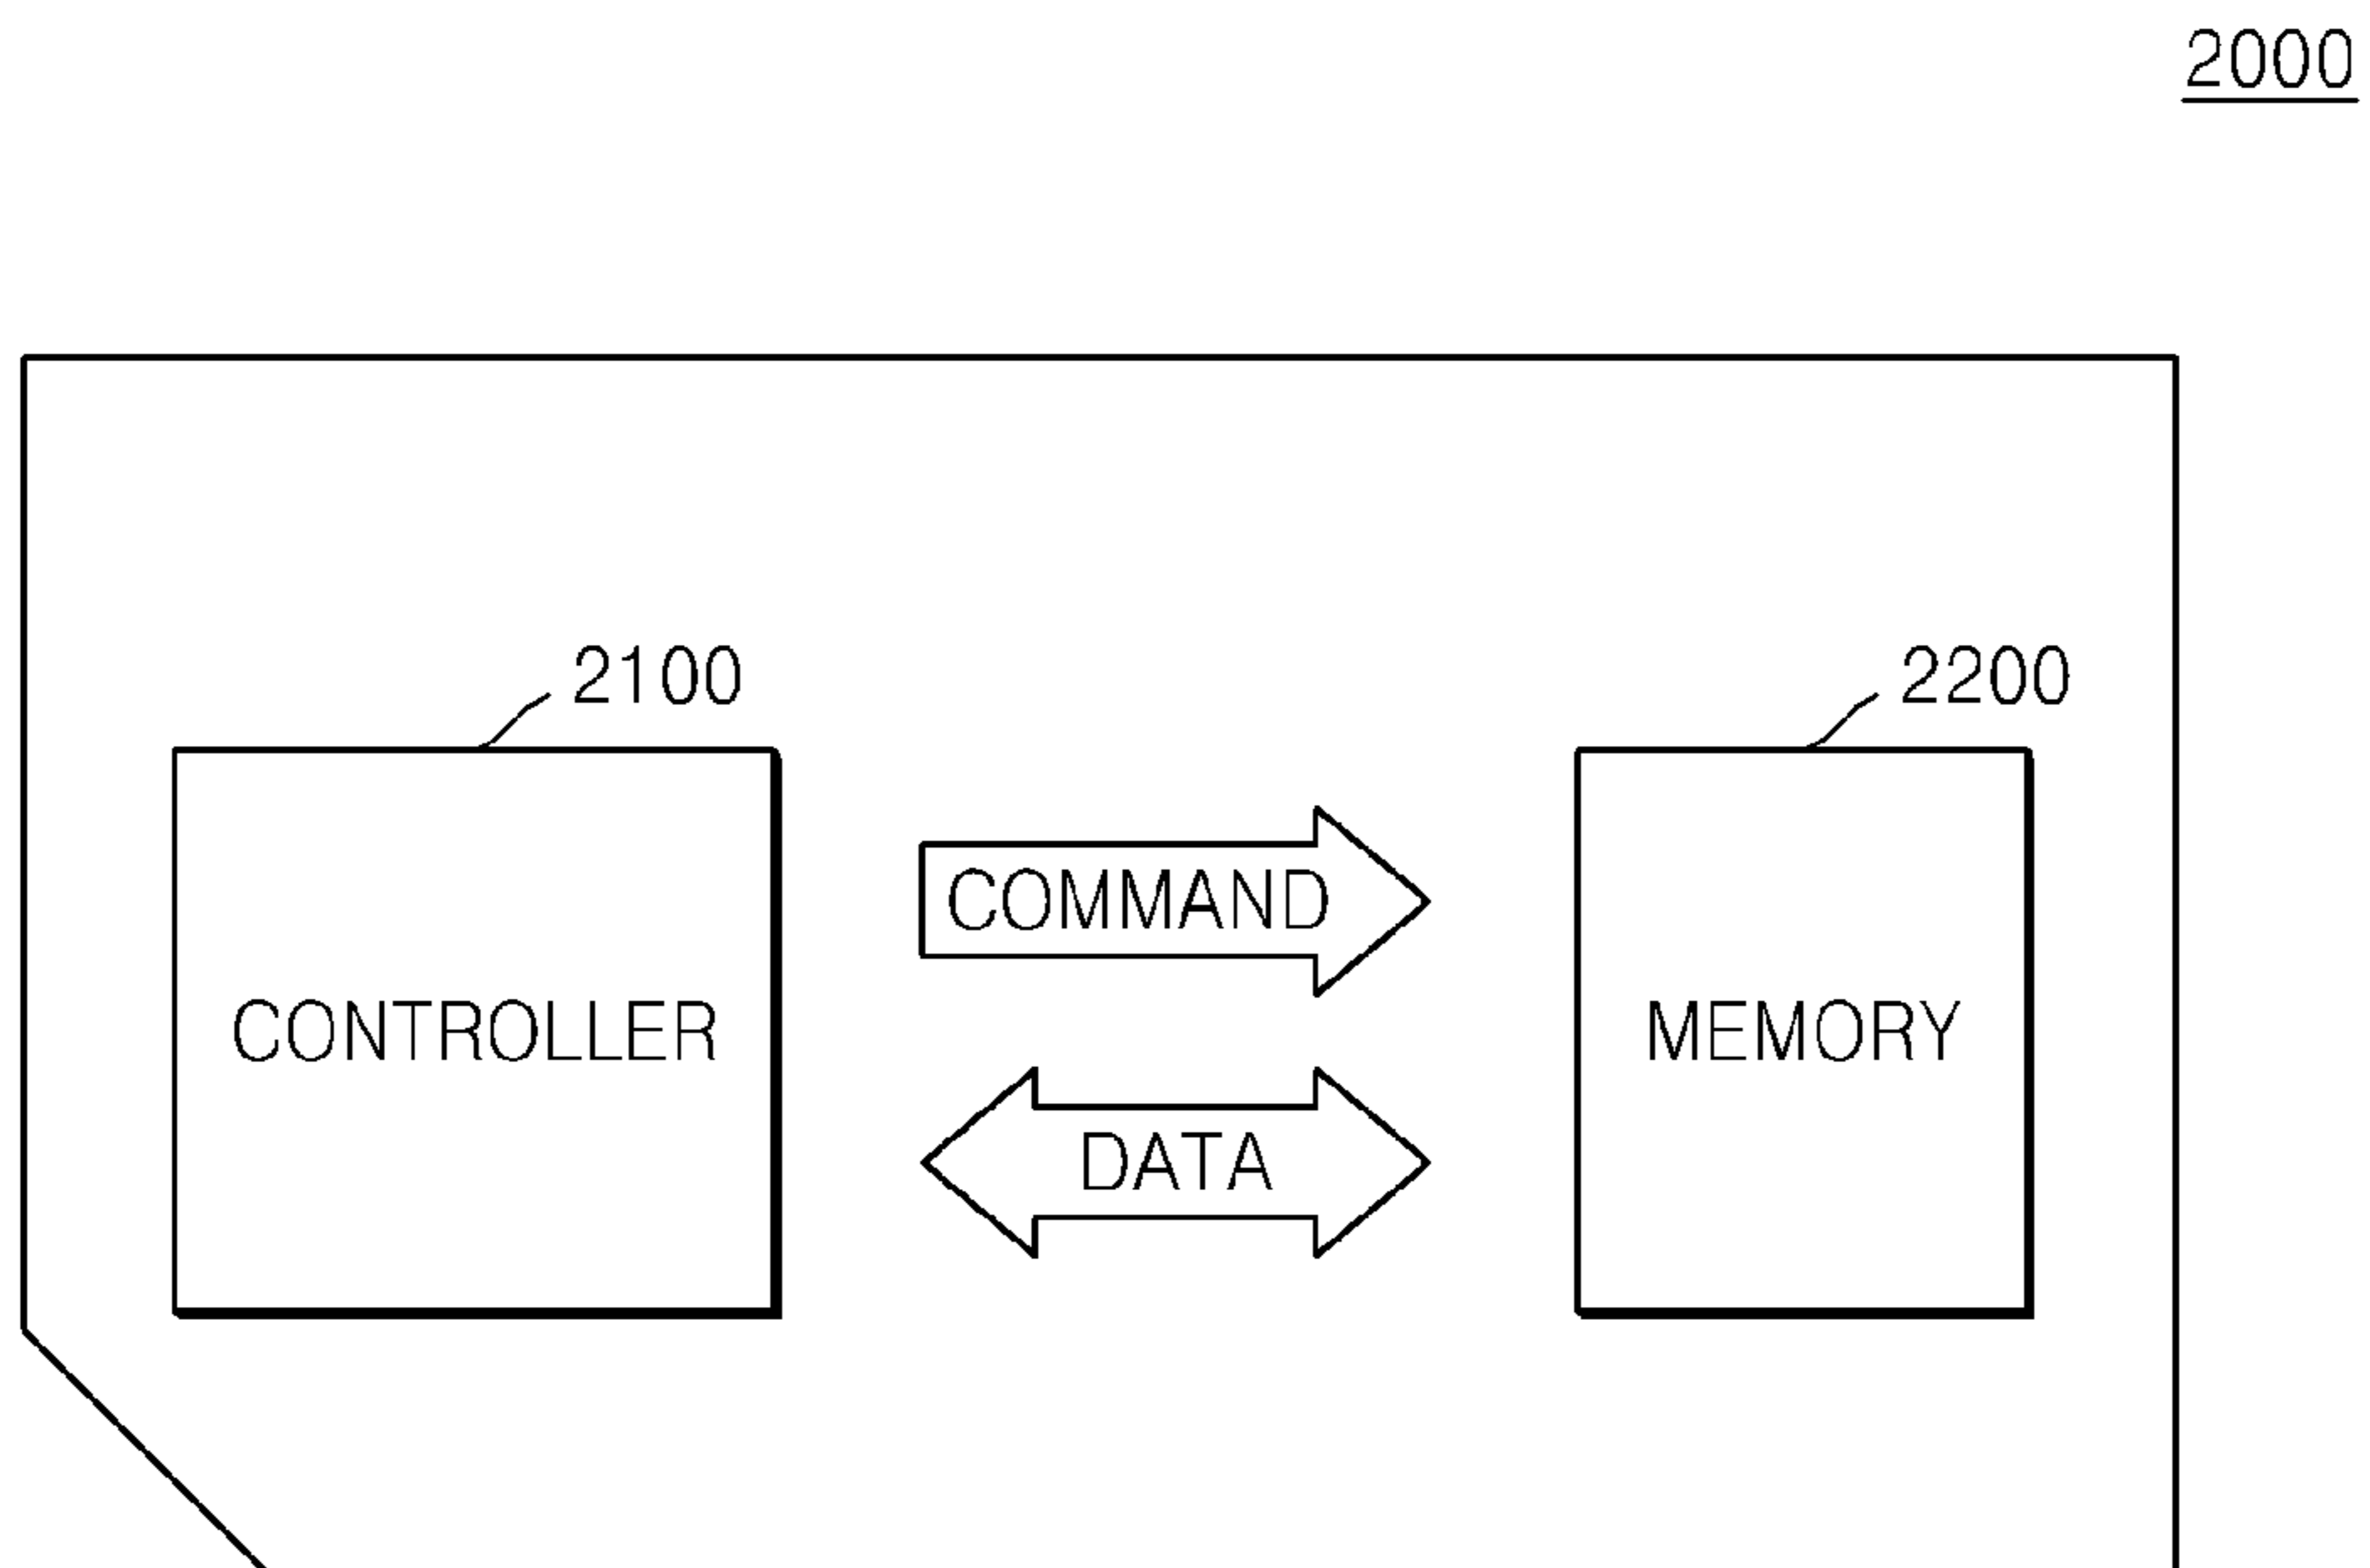 2000
2100
2200
COMMAND
CONTROLLER
MEMORY
DATA